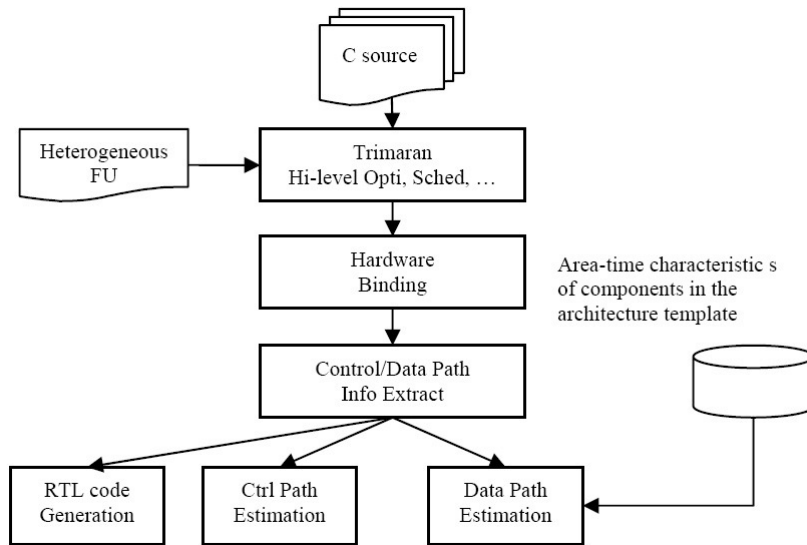 C source
Heterogeneous
FU
Trimaran
Hi-level Opti, Sched, …
Hardware
Binding
Area-time characteristic s
of components in the
architecture template
Control/Data Path
Info Extract
RTL code
Generation
Ctrl Path
Estimation
Data Path
Estimation